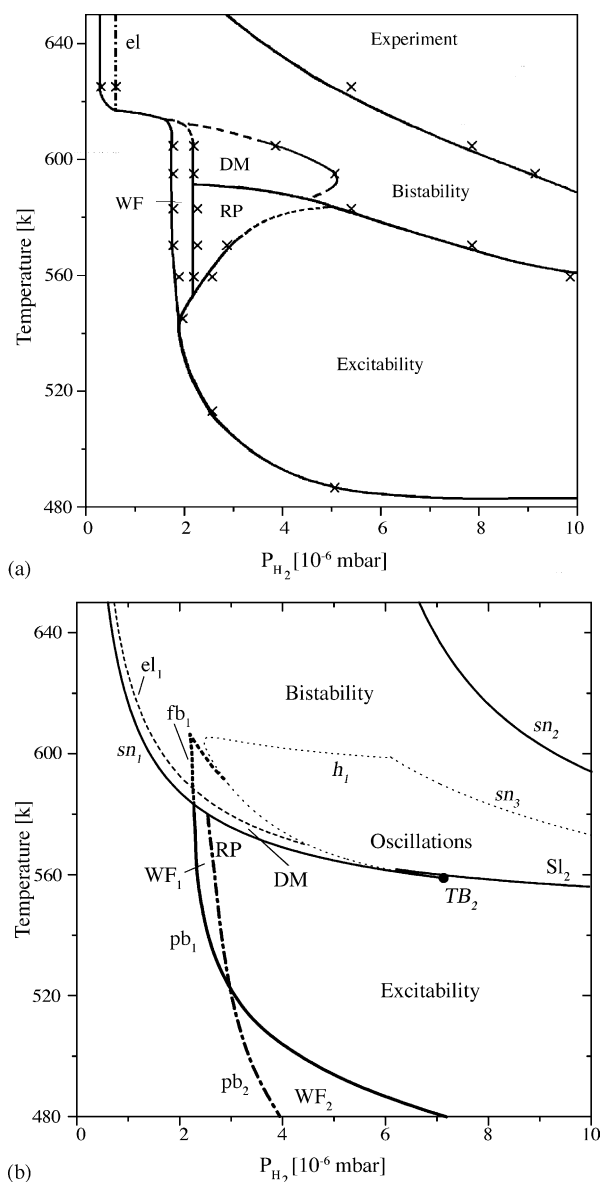 640
el
Experiment
600
DM
Bistability
WF
RP
Temperature [k]
560
Excitability
520
480
0 2 4 6 8 10
(a)
P_H₂ [10⁻⁶ mbar]
640
el₁
Bistability
fb₁
sn₂
sn₁
600
h₁
sn₃
Temperature [k]
Oscillations
RP
Sl₂
560
WF₁
DM
TB₂
pb₁
Excitability
520
pb₂
WF₂
480
0 2 4 6 8 10
(b)
P_H₂ [10⁻⁶ mbar]